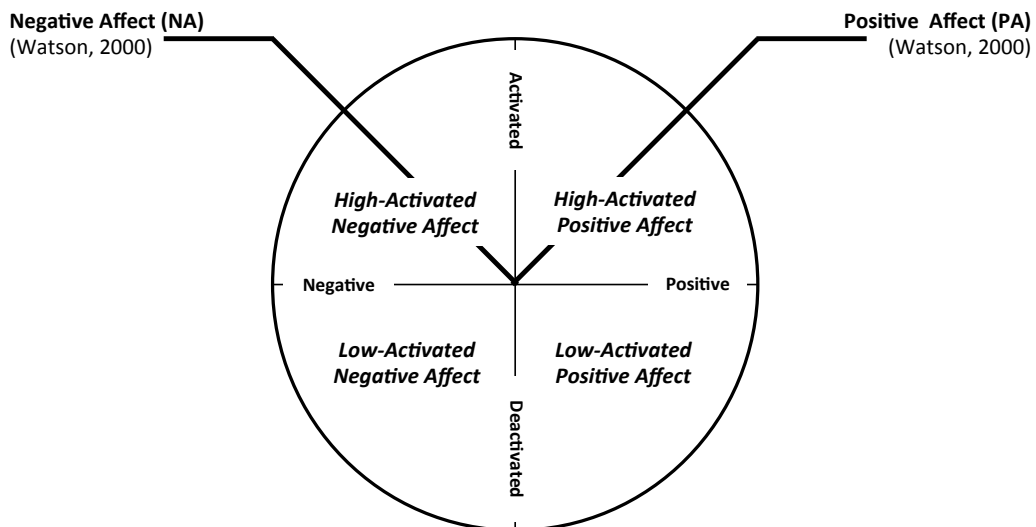 Negative Affect (NA)
(Watson, 2000)
Positive Affect (PA)
(Watson, 2000)
Activated
High-Activated
Negative Affect
High-Activated
Positive Affect
Negative
Positive
Low-Activated
Negative Affect
Low-Activated
Positive Affect
Deactivated